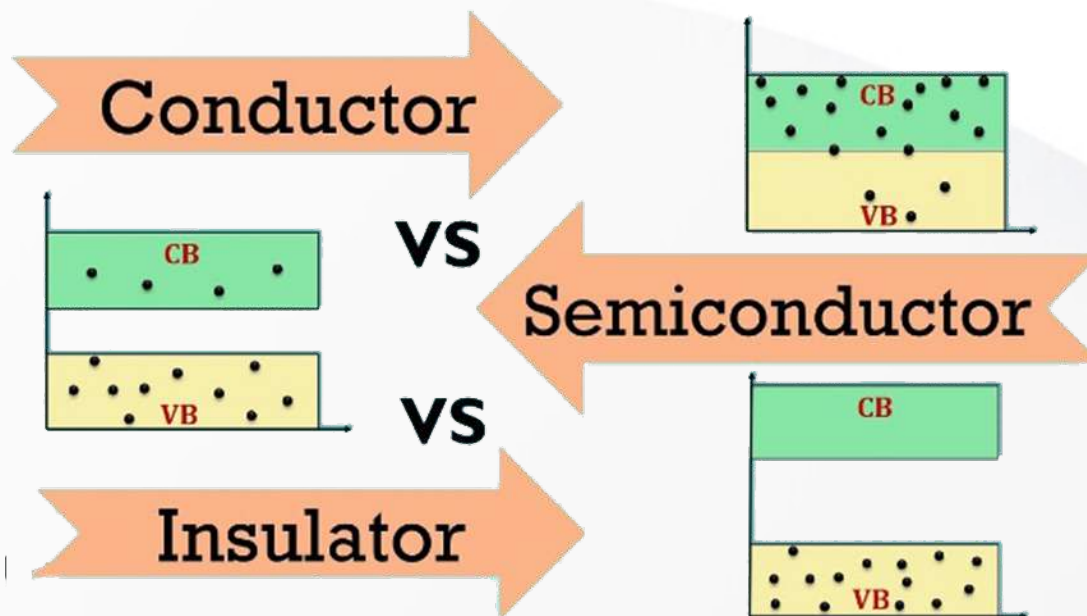 Conductor
CB
VB
vs
CB
VB
Semiconductor
vs
CB
VB
Insulator